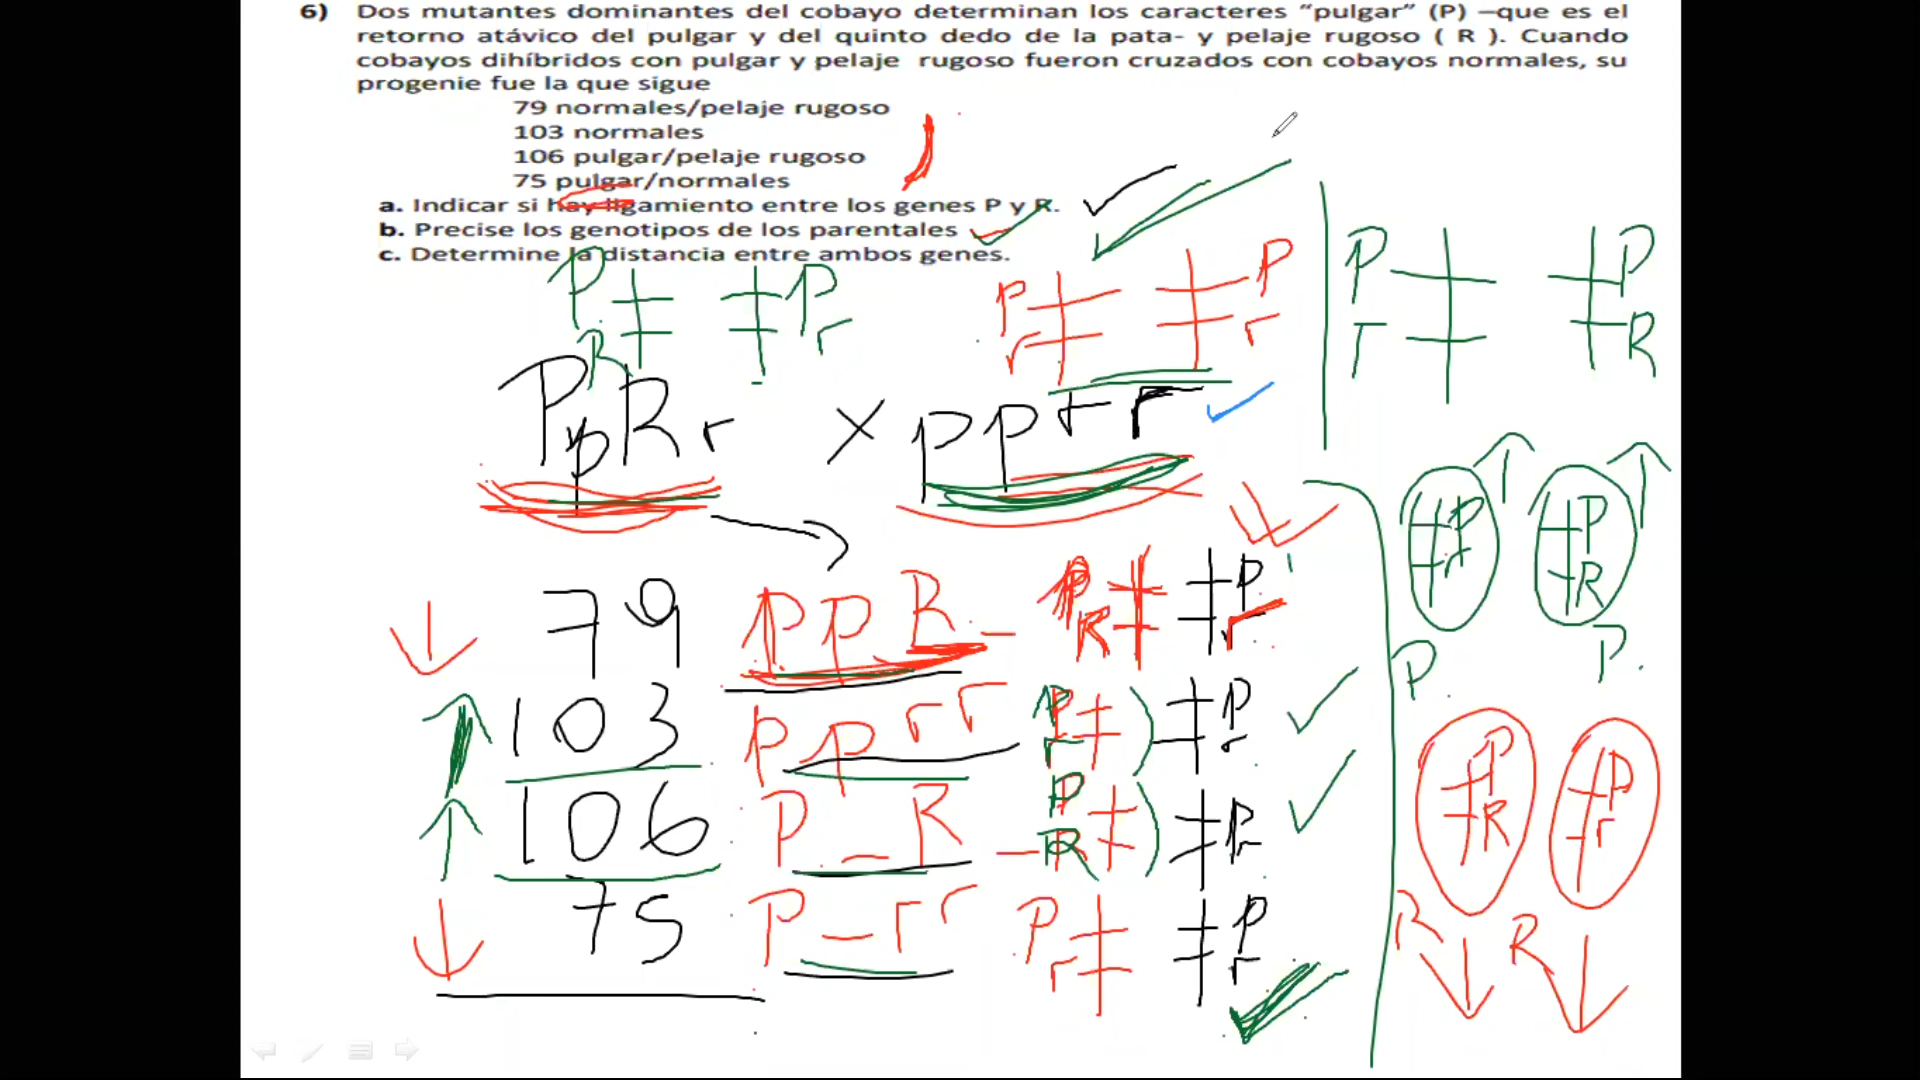 6) Dos mutantes dominantes del cobayo determinan los caracteres “pulgar” (P) –que es el
retorno atávico del pulgar y del quinto dedo de la pata- y pelaje rugoso ( R ). Cuando
cobayos dihíbridos con pulgar y pelaje rugoso fueron cruzados con cobayos normales, su
progenie fue la que sigue
79 normales/pelaje rugoso
103 normales
106 pulgar/pelaje rugoso
75 pulgar/normales
a. Indicar si hay ligamiento entre los genes P y R.
b. Precise los genotipos de los parentales
c. Determine la distancia entre ambos genes.
P P p P P P
R r r r r R
PpRr x pprr
P P
r R
79 ppR_ P P
R r
P P
103 pprr P P
r r
106 P_R_ P P
R r
P P
R r
75 P_rr P P
r r
R R